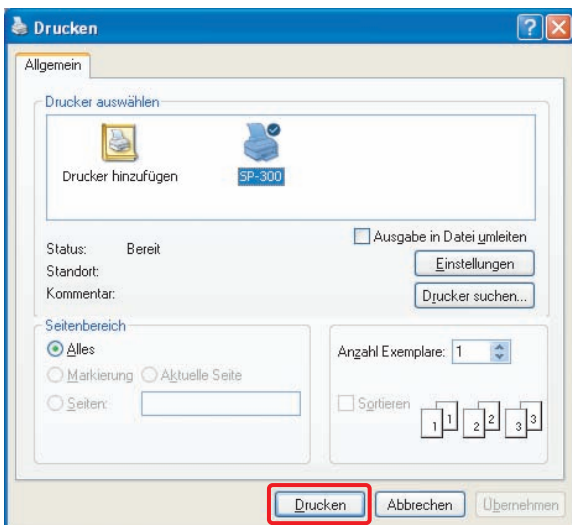 Drucken
Allgemein
Drucker auswählen
Drucker hinzufügen
SP-300
Status: Bereit
Ausgabe in Datei umleiten
Standort:
Einstellungen
Kommentar:
Drucker suchen...
Seitenbereich
Alles
Markierung Aktuelle Seite
Seiten:
Anzahl Exemplare: 1
Sortieren
1 1 2 2 3 3
Drucken Abbrechen Übernehmen